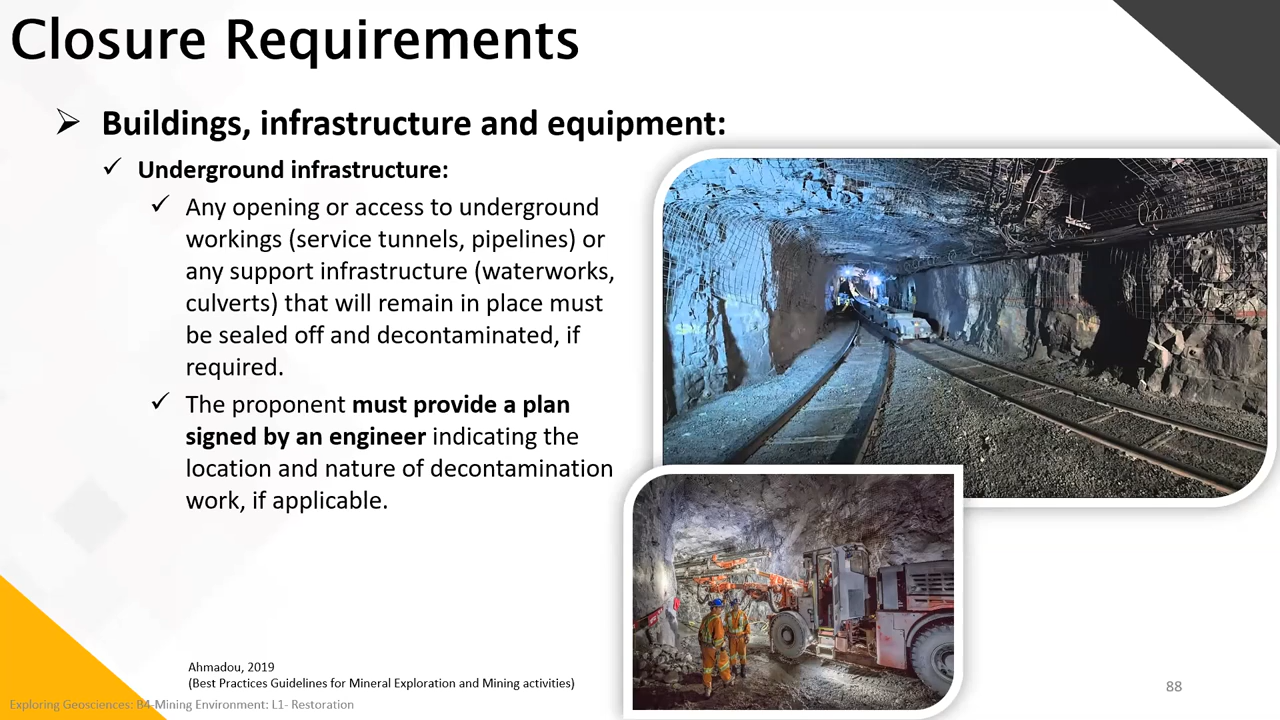 Closure Requirements
Buildings, infrastructure and equipment:
Underground infrastructure:
Any opening or access to underground
workings (service tunnels, pipelines) or
any support infrastructure (waterworks,
culverts) that will remain in place must
be sealed off and decontaminated, if
required.
The proponent must provide a plan
signed by an engineer indicating the
location and nature of decontamination
work, if applicable.
Ahmadou, 2019
(Best Practices Guidelines for Mineral Exploration and Mining activities)
Exploring Geosciences: B4-Mining Environment: L1- Restoration
88